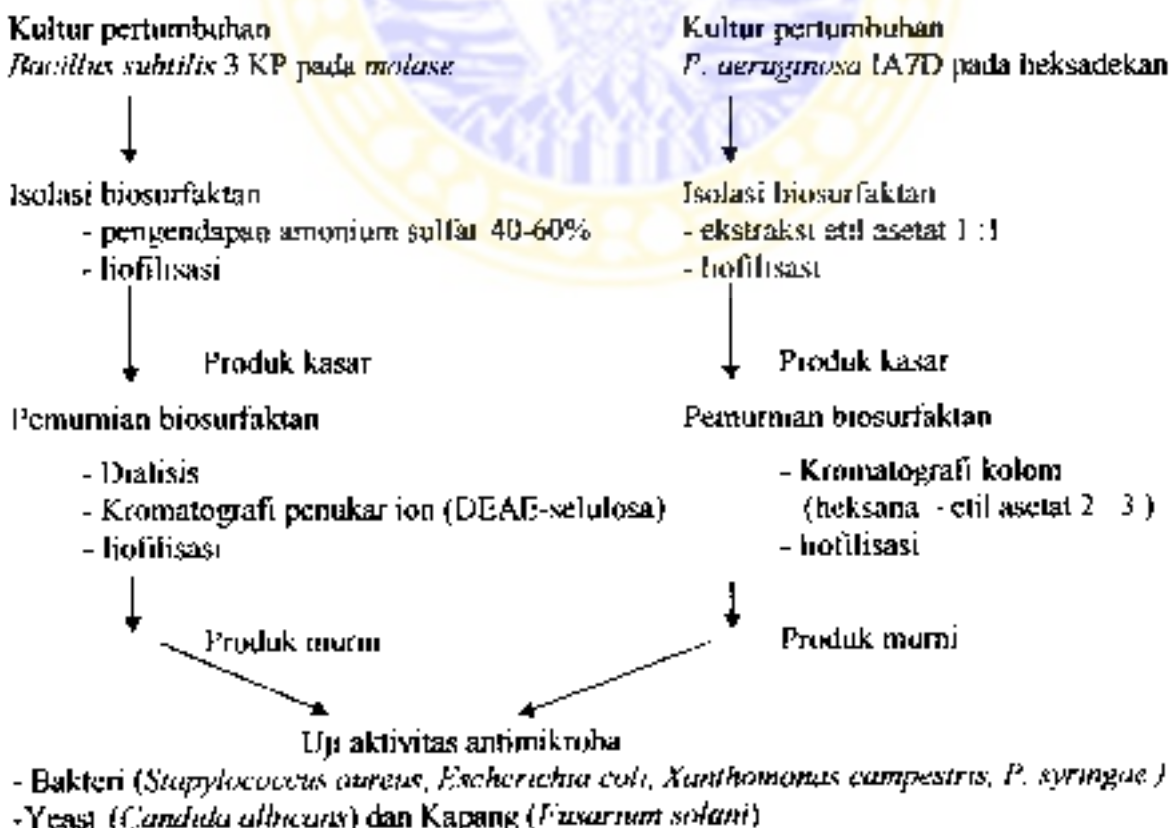 Kultur pertumbuhan
Bacillus subtilis 3 KP pada molase
Isolasi biosurfaktan
- pengendapan amonium sulfat 40-60%
- liofilisasi
Produk kasar
Pemurnian biosurfaktan
- Dialisis
- Kromatografi penukar ion (DEAE-selulosa)
- liofilisasi
Produk murni
Kultur pertumbuhan
P. aeruginosa IA7D pada heksadekan
Isolasi biosurfaktan
- ekstraksi etil asetat 1 :1
- liofilisasi
Produk kasar
Pemurnian biosurfaktan
- Kromatografi kolom
(heksana - etil asetat 2 3 )
- liofilisasi
Produk murni
Uji aktivitas antimikroba
- Bakteri (Stapylococcus aureus, Escherichia coli, Xanthomonas campestris, P. syringae )
-Yeast (Candida albicans) dan Kapang (Fusarium solani)